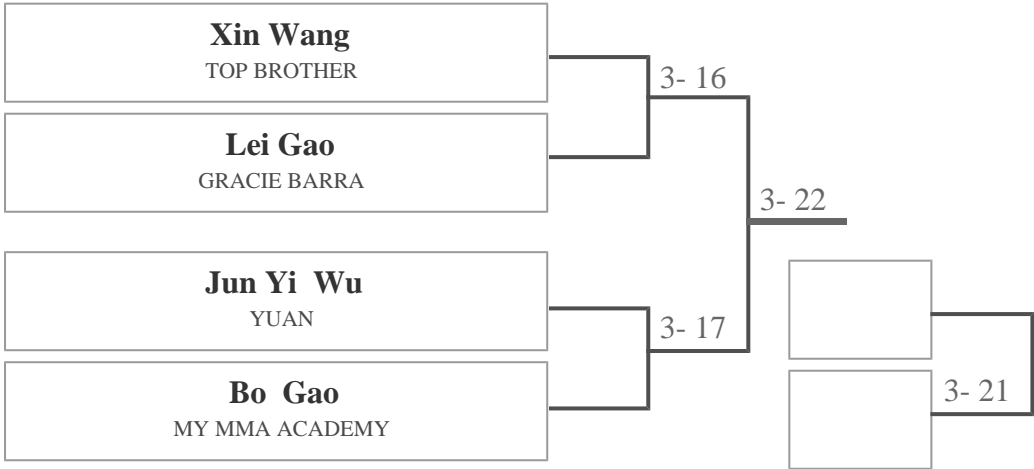 Xin Wang
TOP BROTHER
3- 16
Lei Gao
GRACIE BARRA
3- 22
Jun Yi  Wu
YUAN
3- 17
Bo  Gao
MY MMA ACADEMY
3- 21